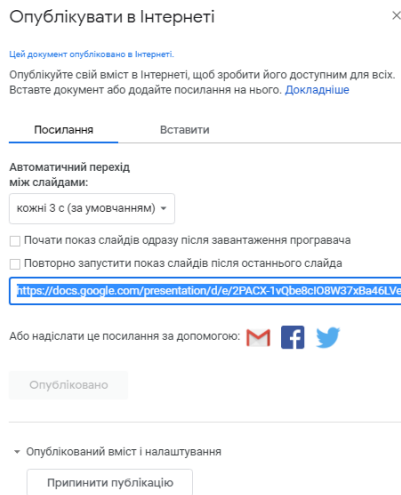 Опублікувати в Інтернеті
Цей документ опубліковано в Інтернеті.
Опублікуйте свій вміст в Інтернеті, щоб зробити його доступним для всіх.
Вставте документ або додайте посилання на нього. Докладніше
Посилання Вставити
Автоматичний перехід
між слайдами:
кожні 3 с (за умовчанням)
Почати показ слайдів одразу після завантаження програвача
Повторно запустити показ слайдів після останнього слайда
https://docs.google.com/presentation/d/e/2PACX-1vQbe8cIO8W37xBa46LVe
Або надіслати це посилання за допомогою:
Опубліковано
Опублікований вміст і налаштування
Припинити публікацію